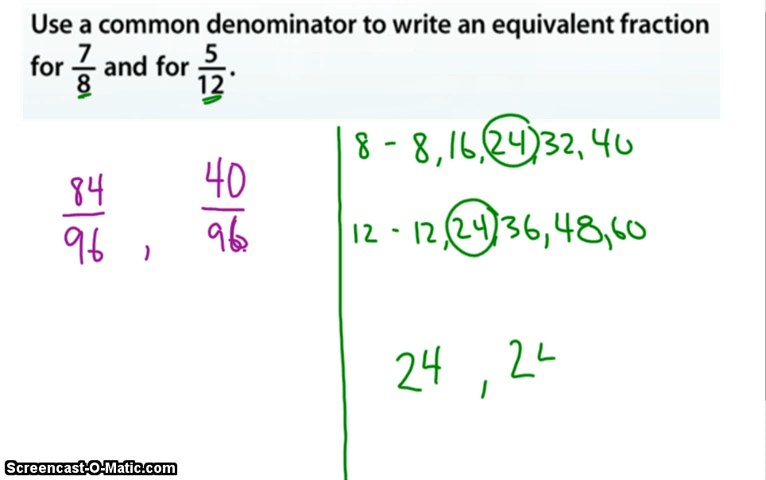 Use a common denominator to write an equivalent fraction
for 7/8 and for 5/12.
84/96 , 40/96
8 - 8, 16, 24, 32, 40
12 - 12, 24, 36, 48, 60
24 , 24
Screencast-O-Matic.com